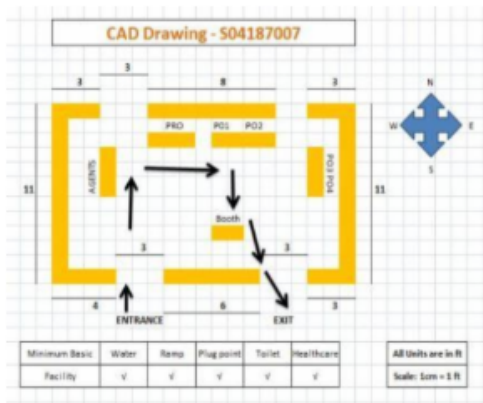 CAD Drawing - S04187007
3
3 8 3
N
W E
S
PRO PO1 PO2
AGENTS
PO3 PO4
11
11
Booth
3 3
4 6 3
ENTRANCE EXIT
Minimum Basic Water Ramp Plug point Toilet Healthcare
Facility √ √ √ √ √
All Units are in ft
Scale: 1cm = 1 ft